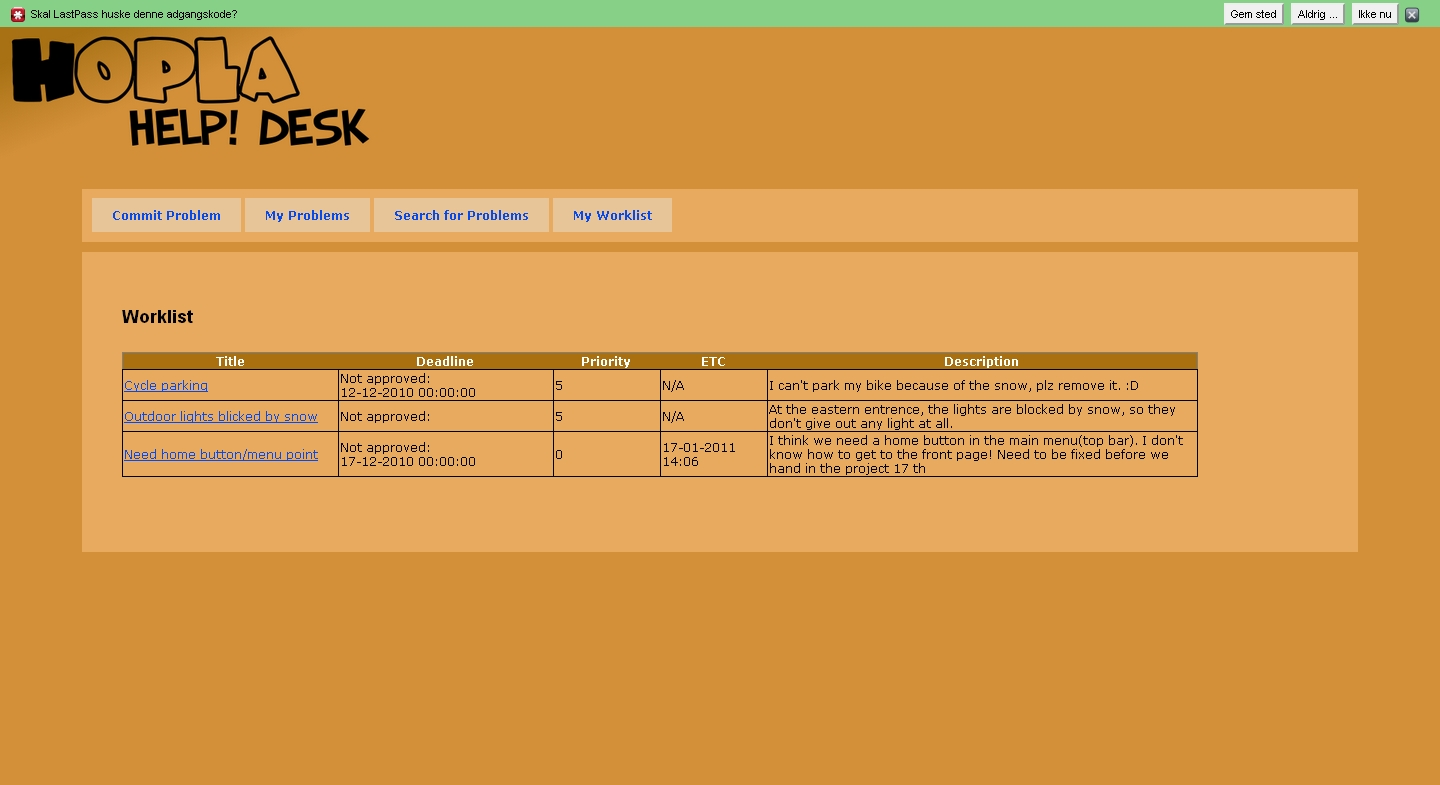 Skal LastPass huske denne adgangskode? Gem sted Aldrig ... Ikke nu
HOPLA
HELP! DESK
Commit Problem My Problems Search for Problems My Worklist
Worklist
Title Deadline Priority ETC Description
Cycle parking
Not approved:
12-12-2010 00:00:00
5
N/A
I can't park my bike because of the snow, plz remove it. :D
Outdoor lights blicked by snow
Not approved:
5
N/A
At the eastern entrence, the lights are blocked by snow, so they
don't give out any light at all.
Need home button/menu point
Not approved:
17-12-2010 00:00:00
0
17-01-2011
14:06
I think we need a home button in the main menu(top bar). I don't
know how to get to the front page! Need to be fixed before we
hand in the project 17 th